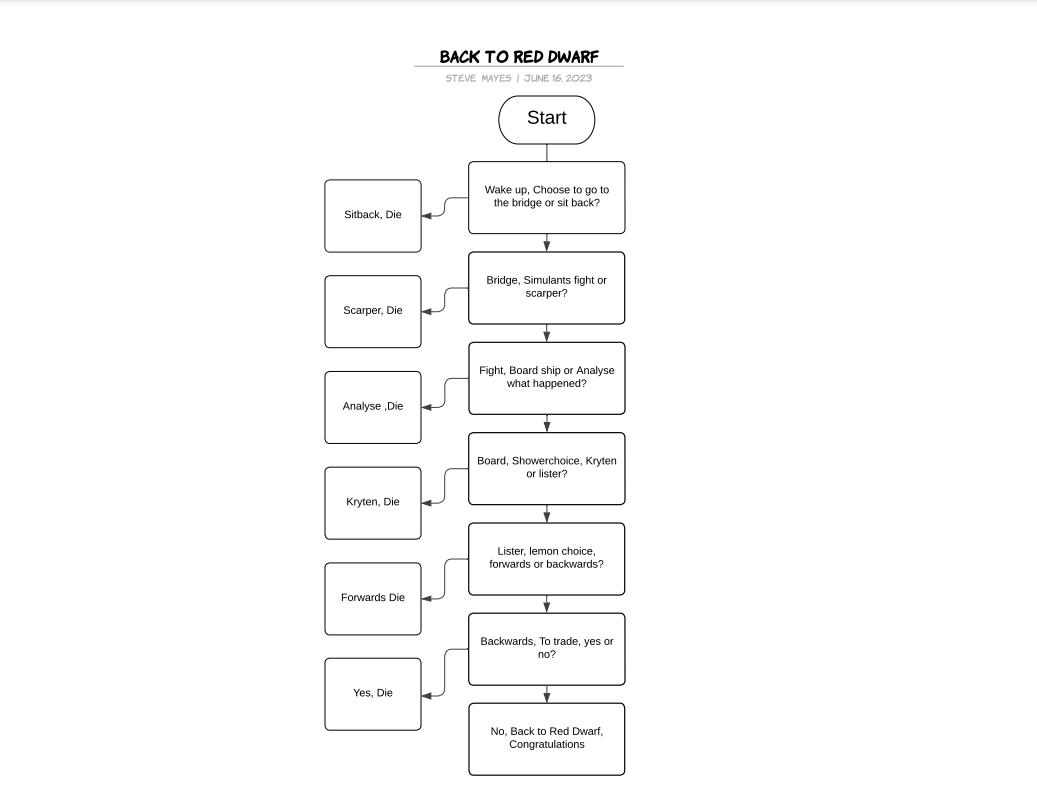 BACK TO RED DWARF
STEVE MAYES | JUNE 16, 2023
Start
Wake up, Choose to go to
the bridge or sit back?
Sitback, Die
Bridge, Simulants fight or
scarper?
Scarper, Die
Fight, Board ship or Analyse
what happened?
Analyse ,Die
Board, Showerchoice, Kryten
or lister?
Kryten, Die
Lister, lemon choice,
forwards or backwards?
Forwards Die
Backwards, To trade, yes or
no?
Yes, Die
No, Back to Red Dwarf,
Congratulations